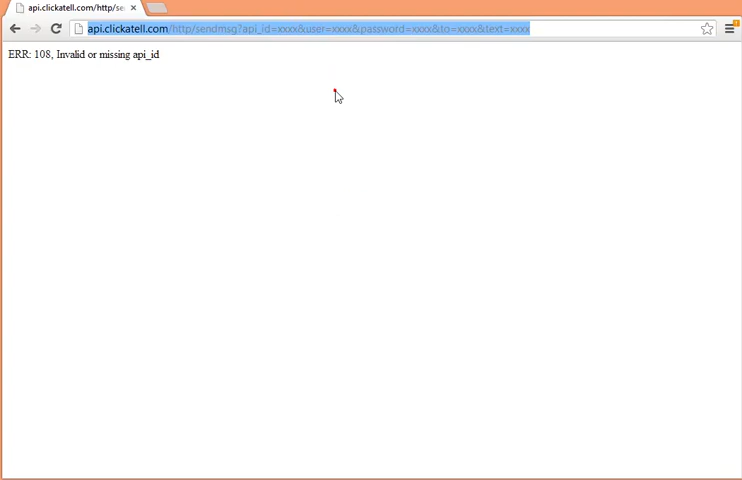 api.clickatell.com/http/se
api.clickatell.com/http/sendmsg?api_id=xxxx&user=xxxx&password=xxxx&to=xxxx&text=xxxx
ERR: 108, Invalid or missing api_id